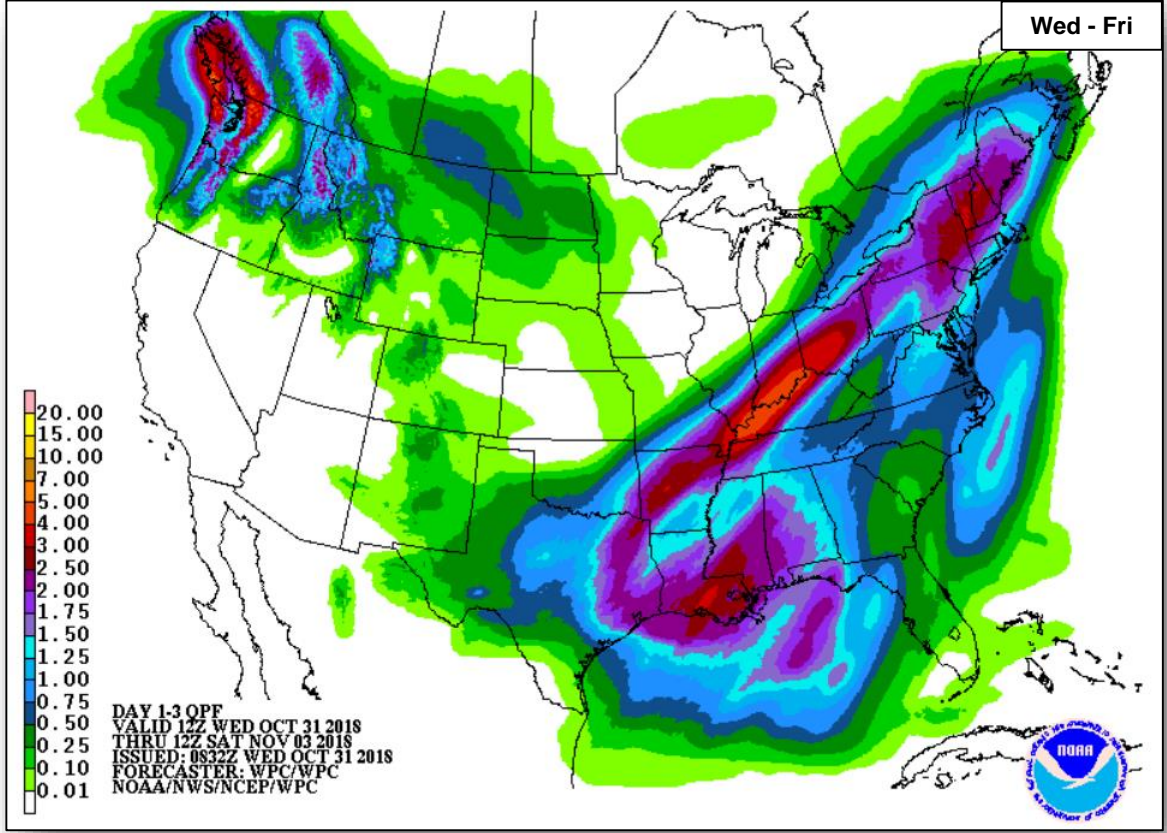 Wed - Fri
20.00
15.00
10.00
7.00
5.00
4.00
3.00
2.50
2.00
1.75
1.50
1.25
1.00
0.75
0.50
0.25
0.10
0.01
DAY 1-3 QPF
VALID 12Z WED OCT 31 2018
THRU 12Z SAT NOV 03 2018
ISSUED: 0832Z WED OCT 31 2018
FORECASTER: WPC/WPC
NOAA/NWS/NCEP/WPC
NOAA